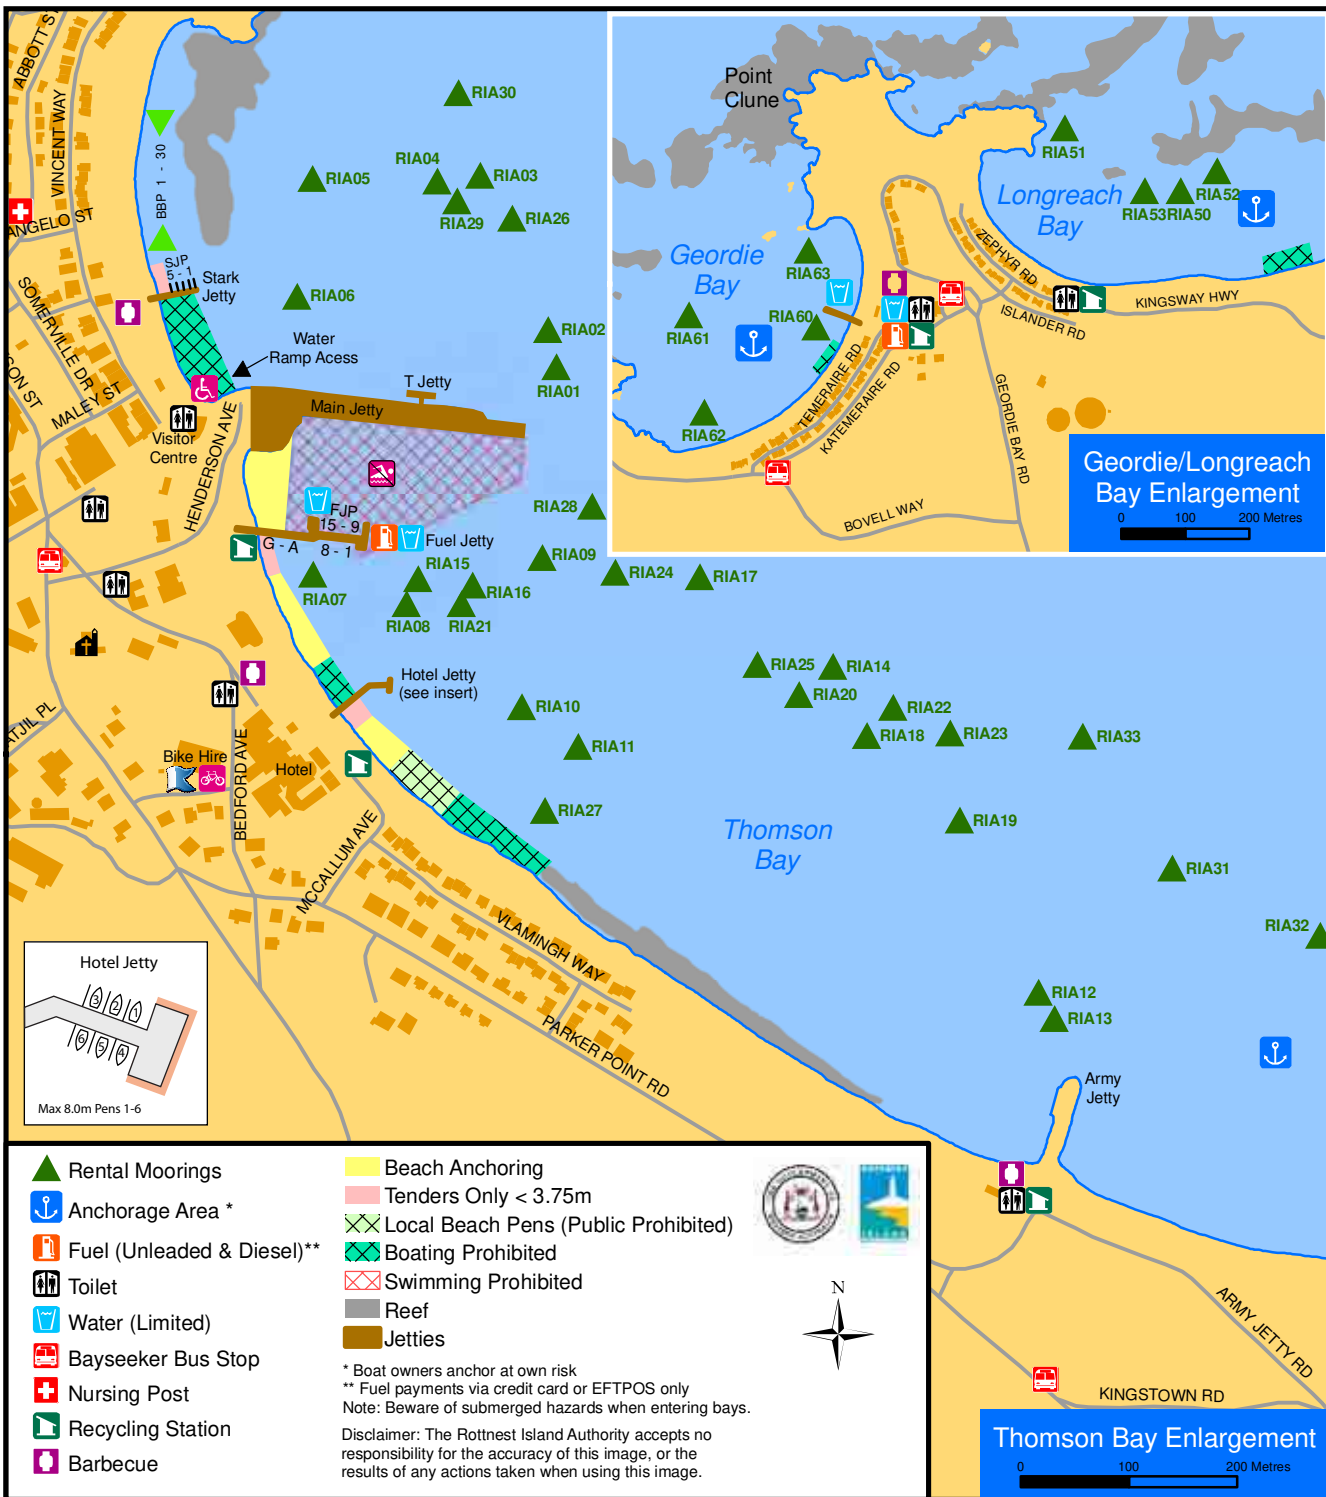 ABBOTT ST
VINCENT WAY
ANGELO ST
SOMERVILLE DR
SON ST
MALEY ST
HENDERSON AVE
BBP 1 - 30
SJP
5 - 1
Stark
Jetty
Water
Ramp Acess
T Jetty
Main Jetty
Visitor
Centre
FJP
15 - 9
G - A
8 - 1
Fuel Jetty
RIA30
RIA04
RIA03
RIA05
RIA29
RIA26
RIA06
RIA02
RIA01
RIA28
RIA09
RIA24
RIA17
RIA15
RIA16
RIA07
RIA08
RIA21
Hotel Jetty
(see insert)
RIA25
RIA14
RIA20
RIA10
RIA22
RIA18
RIA23
RIA33
RIA11
RIA27
RIA19
RIA31
RIA32
RIA12
RIA13
Thomson
Bay
ATJIL PL
Bike Hire
Hotel
BEDFORD AVE
MCCALLUM AVE
VLAMINGH WAY
PARKER POINT RD
Army
Jetty
ARMY JETTY RD
KINGSTOWN RD
Point
Clune
RIA51
Longreach
Bay
RIA52
RIA53
RIA50
Geordie
Bay
RIA63
RIA60
RIA61
RIA62
ZEPHYR RD
ISLANDER RD
KINGSWAY HWY
TEMERAIRE RD
KATEMERAIRE RD
GEORDIE BAY RD
BOVELL WAY
Geordie/Longreach
Bay Enlargement
0 100 200 Metres
Hotel Jetty
3 2 1
6 5 4
Max 8.0m Pens 1-6
Rental Moorings
Anchorage Area *
Fuel (Unleaded & Diesel)**
Toilet
Water (Limited)
Bayseeker Bus Stop
Nursing Post
Recycling Station
Barbecue
Beach Anchoring
Tenders Only < 3.75m
Local Beach Pens (Public Prohibited)
Boating Prohibited
Swimming Prohibited
Reef
Jetties
* Boat owners anchor at own risk
** Fuel payments via credit card or EFTPOS only
Note: Beware of submerged hazards when entering bays.
Disclaimer: The Rottnest Island Authority accepts no
responsibility for the accuracy of this image, or the
results of any actions taken when using this image.
N
Thomson Bay Enlargement
0 100 200 Metres